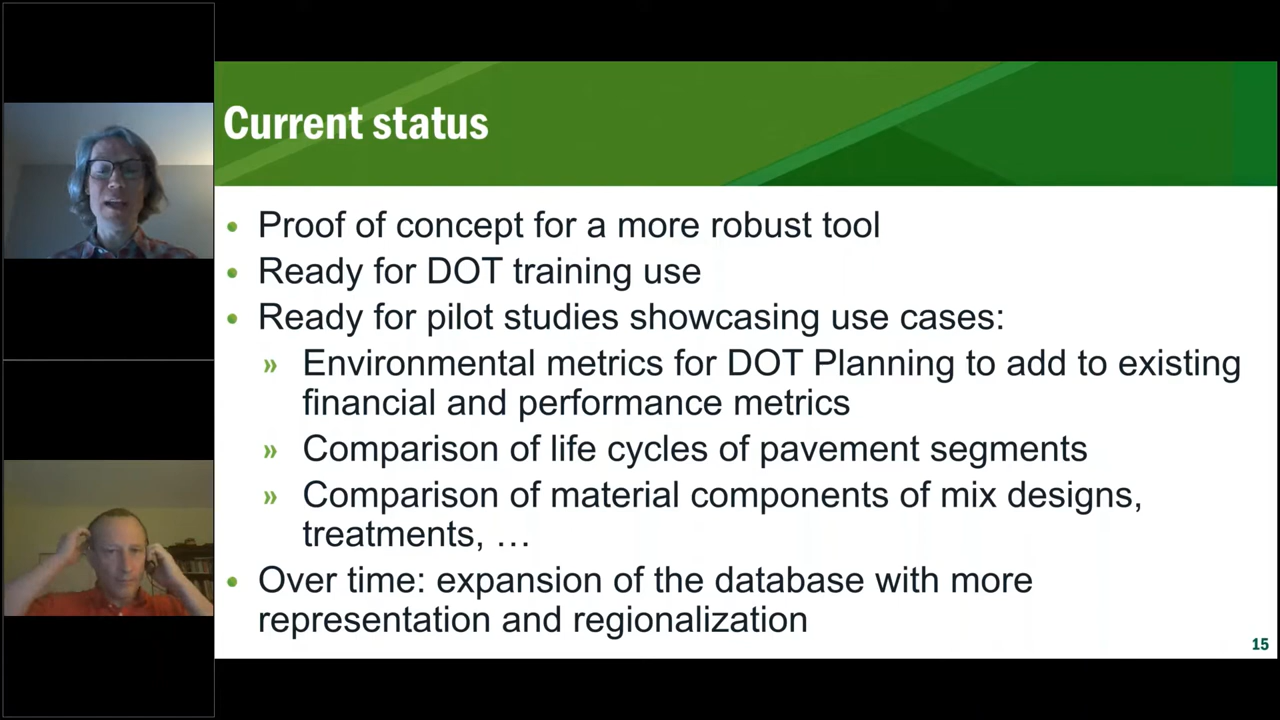 Current status
• Proof of concept for a more robust tool
• Ready for DOT training use
• Ready for pilot studies showcasing use cases:
» Environmental metrics for DOT Planning to add to existing
financial and performance metrics
» Comparison of life cycles of pavement segments
» Comparison of material components of mix designs,
treatments, …
• Over time: expansion of the database with more
representation and regionalization
15